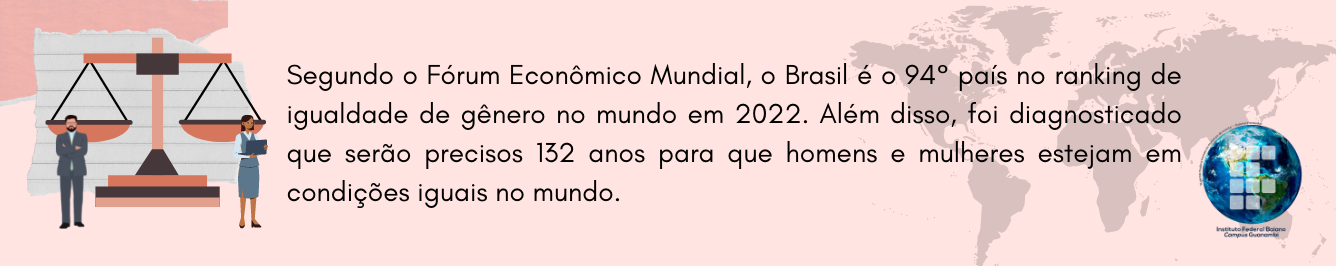 Segundo o Fórum Econômico Mundial, o Brasil é o 94° país no ranking de
igualdade de gênero no mundo em 2022. Além disso, foi diagnosticado
que serão precisos 132 anos para que homens e mulheres estejam em
condições iguais no mundo.
Instituto Federal Baiano
Campus Guanambi